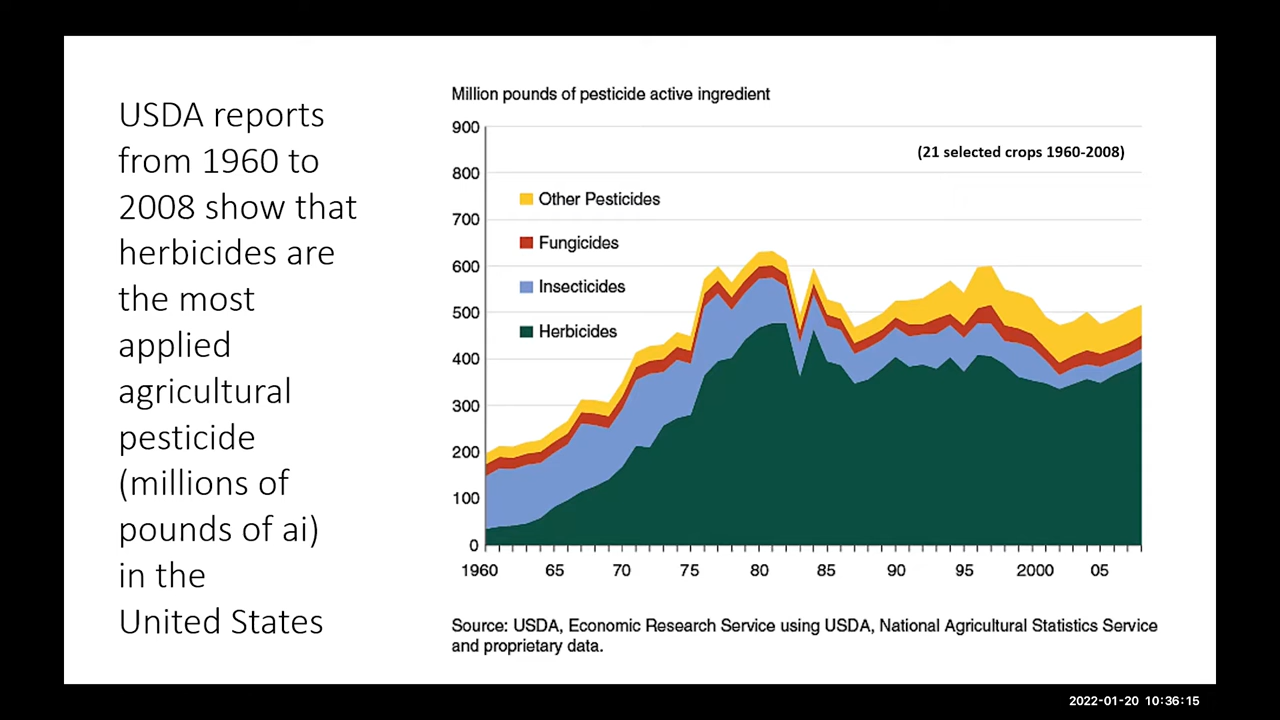 USDA reports
from 1960 to
2008 show that
herbicides are
the most
applied
agricultural
pesticide
(millions of
pounds of ai)
in the
United States
Million pounds of pesticide active ingredient
(21 selected crops 1960-2008)
900
800
700
600
500
400
300
200
100
0
Other Pesticides
Fungicides
Insecticides
Herbicides
1960 65 70 75 80 85 90 95 2000 05
Source: USDA, Economic Research Service using USDA, National Agricultural Statistics Service
and proprietary data.
2022-01-20 10:36:15